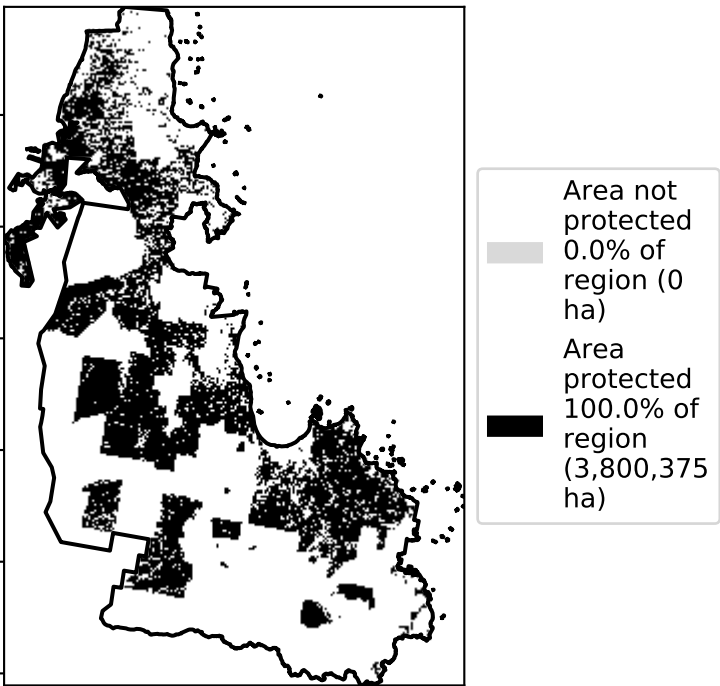 Area not
protected
0.0% of
region (0
ha)
Area
protected
100.0% of
region
(3,800,375
ha)